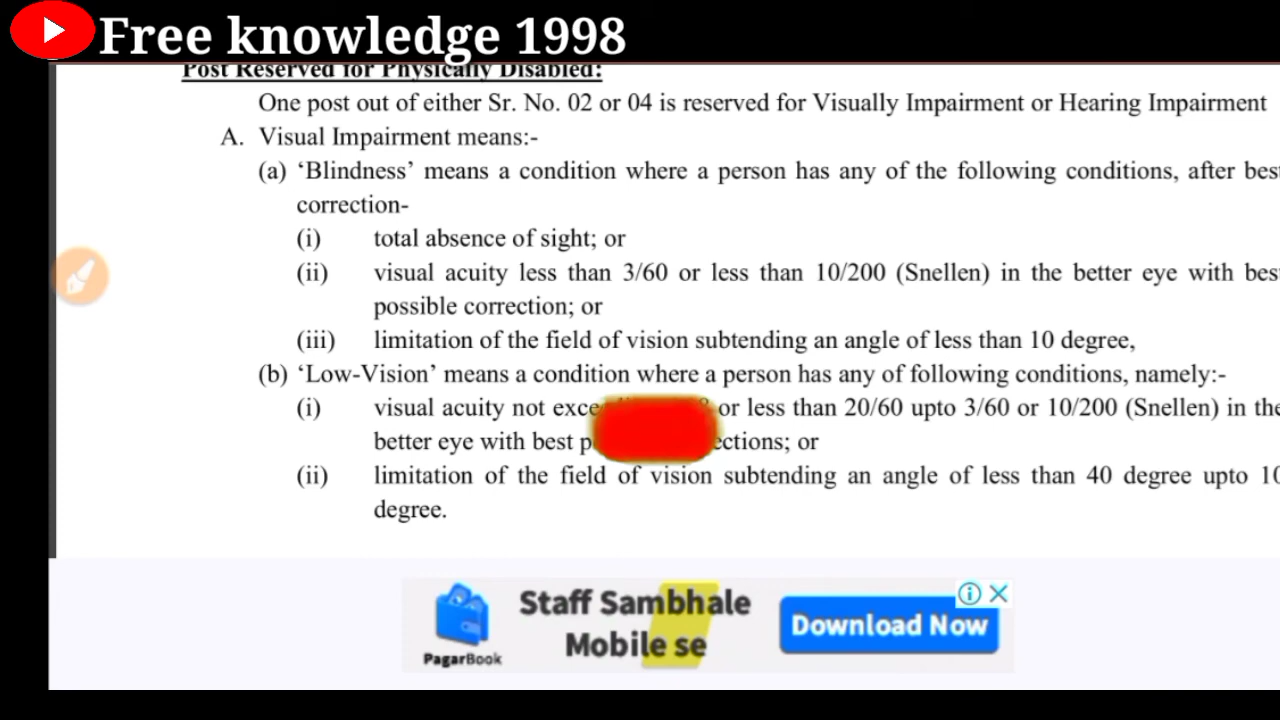 Free knowledge 1998
Post Reserved for Physically Disabled:
One post out of either Sr. No. 02 or 04 is reserved for Visually Impairment or Hearing Impairment
A. Visual Impairment means:-
(a) ‘Blindness’ means a condition where a person has any of the following conditions, after
correction-
(i) total absence of sight; or
(ii) visual acuity less than 3/60 or less than 10/200 (Snellen) in the better eye with
possible correction; or
(iii) limitation of the field of vision subtending an angle of less than 10 degree,
(b) ‘Low-Vision’ means a condition where a person has any of following conditions, namely:-
(i) visual acuity not or less than 20/60 upto 3/60 or 10/200 (Snellen) in
better eye with best or
(ii) limitation of the field of vision subtending an angle of less than 40 degree upto
degree.
Staff Sambhale
Mobile se
Download Now
PagarBook